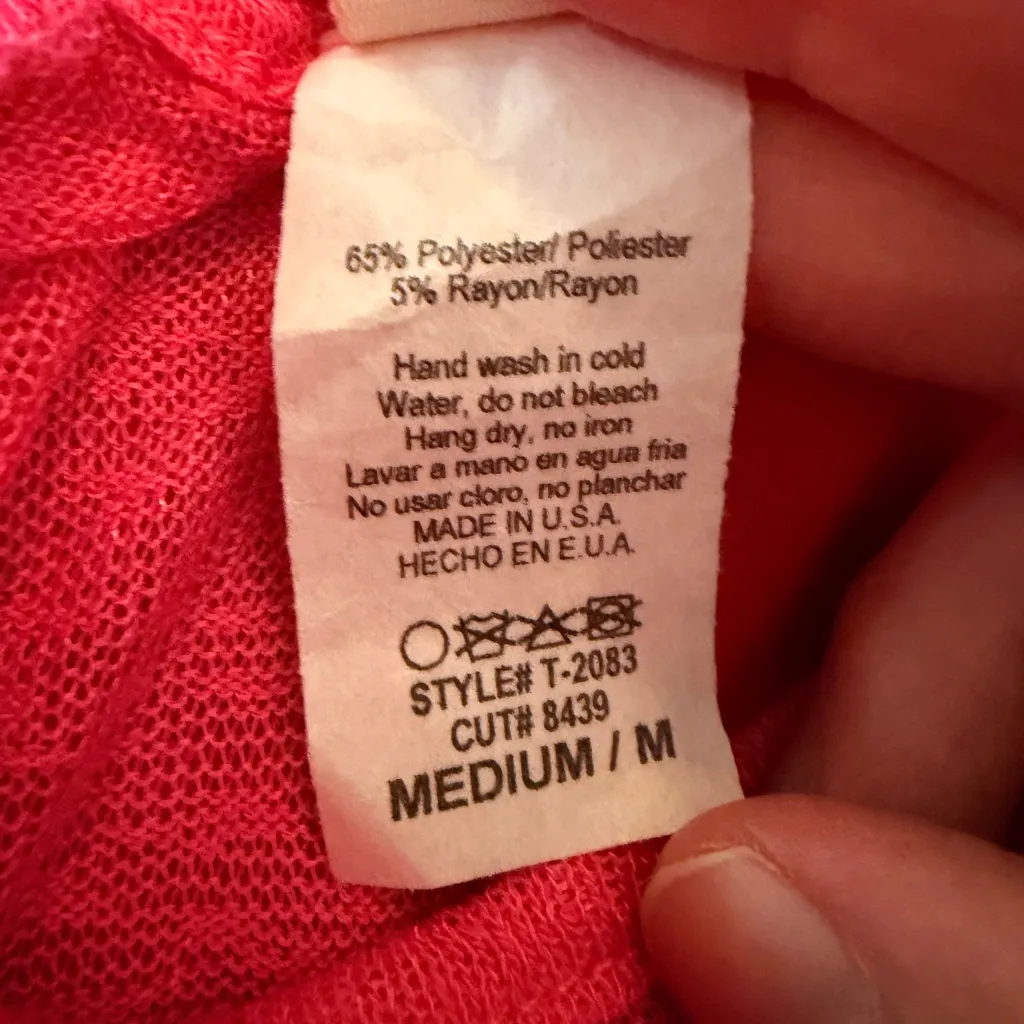 65% Polyester/ Poliester
5% Rayon/Rayon
Hand wash in cold
Water, do not bleach
Hang dry, no iron
Lavar a mano en agua fria
No usar cloro, no planchar
MADE IN U.S.A.
HECHO EN E.U.A.
STYLE# T-2083
CUT# 8439
MEDIUM / M